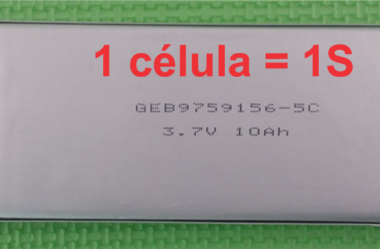 1 célula = 1S
GEB9759156-5C
3.7V 10Ah